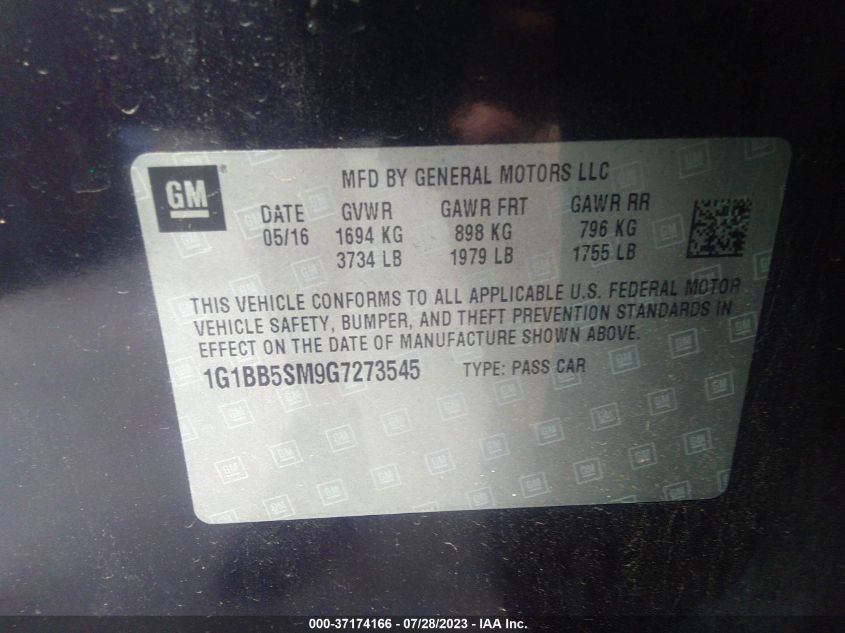 GM®
MFD BY GENERAL MOTORS LLC
DATE GVWR GAWR FRT GAWR RR
05/16 1694 KG 898 KG 796 KG
3734 LB 1979 LB 1755 LB
THIS VEHICLE CONFORMS TO ALL APPLICABLE U.S. FEDERAL MOTOR
VEHICLE SAFETY, BUMPER, AND THEFT PREVENTION STANDARDS IN
EFFECT ON THE DATE OF MANUFACTURE SHOWN ABOVE.
1G1BB5SM9G7273545 TYPE: PASS CAR
000-37174166 - 07/28/2023 - IAA Inc.